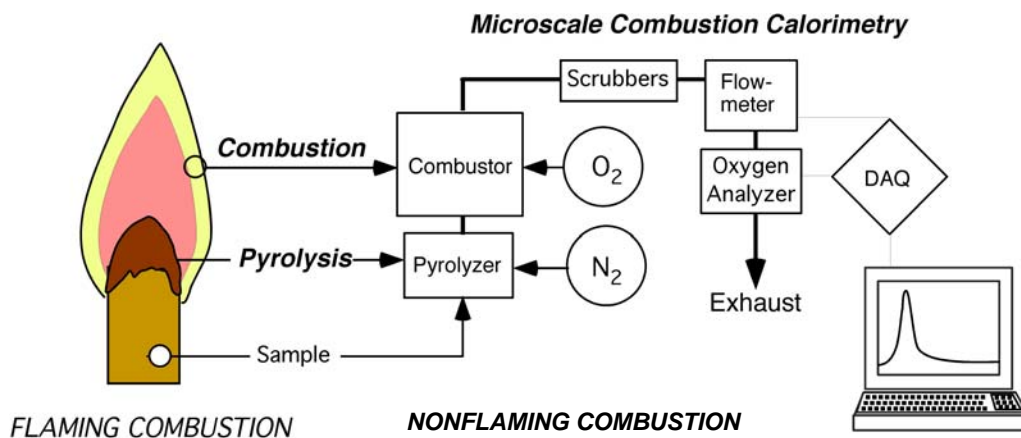 Microscale Combustion Calorimetry
Scrubbers
Flow-
meter
Combustion
Combustor
O2
Oxygen
Analyzer
DAQ
Pyrolysis
Pyrolyzer
N2
Exhaust
Sample
FLAMING COMBUSTION
NONFLAMING COMBUSTION